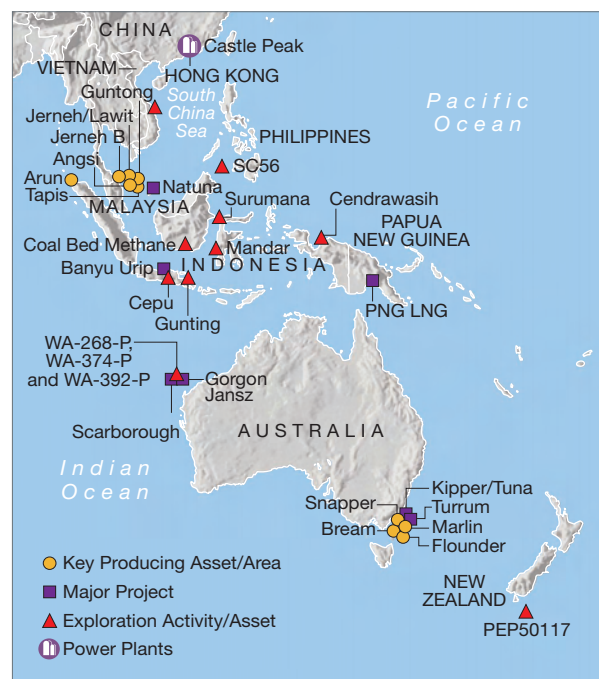 CHINA
Castle Peak
HONG KONG
VIETNAM
Guntong
South
China
Sea
Pacific
Ocean
Jerneh/Lawit
Jerneh B
PHILIPPINES
Angsi
SC56
Arun
Tapis
Natuna
MALAYSIA
Surumana
Cendrawasih
PAPUA
NEW GUINEA
Coal Bed Methane
Mandar
Banyu Urip
INDONESIA
Cepu
Gunting
PNG LNG
WA-268-P,
WA-374-P
and WA-392-P
Gorgon
Jansz
Scarborough
AUSTRALIA
Indian
Ocean
Kipper/Tuna
Snapper
Turrum
Bream
Marlin
Flounder
Key Producing Asset/Area
Major Project
Exploration Activity/Asset
Power Plants
NEW
ZEALAND
PEP50117